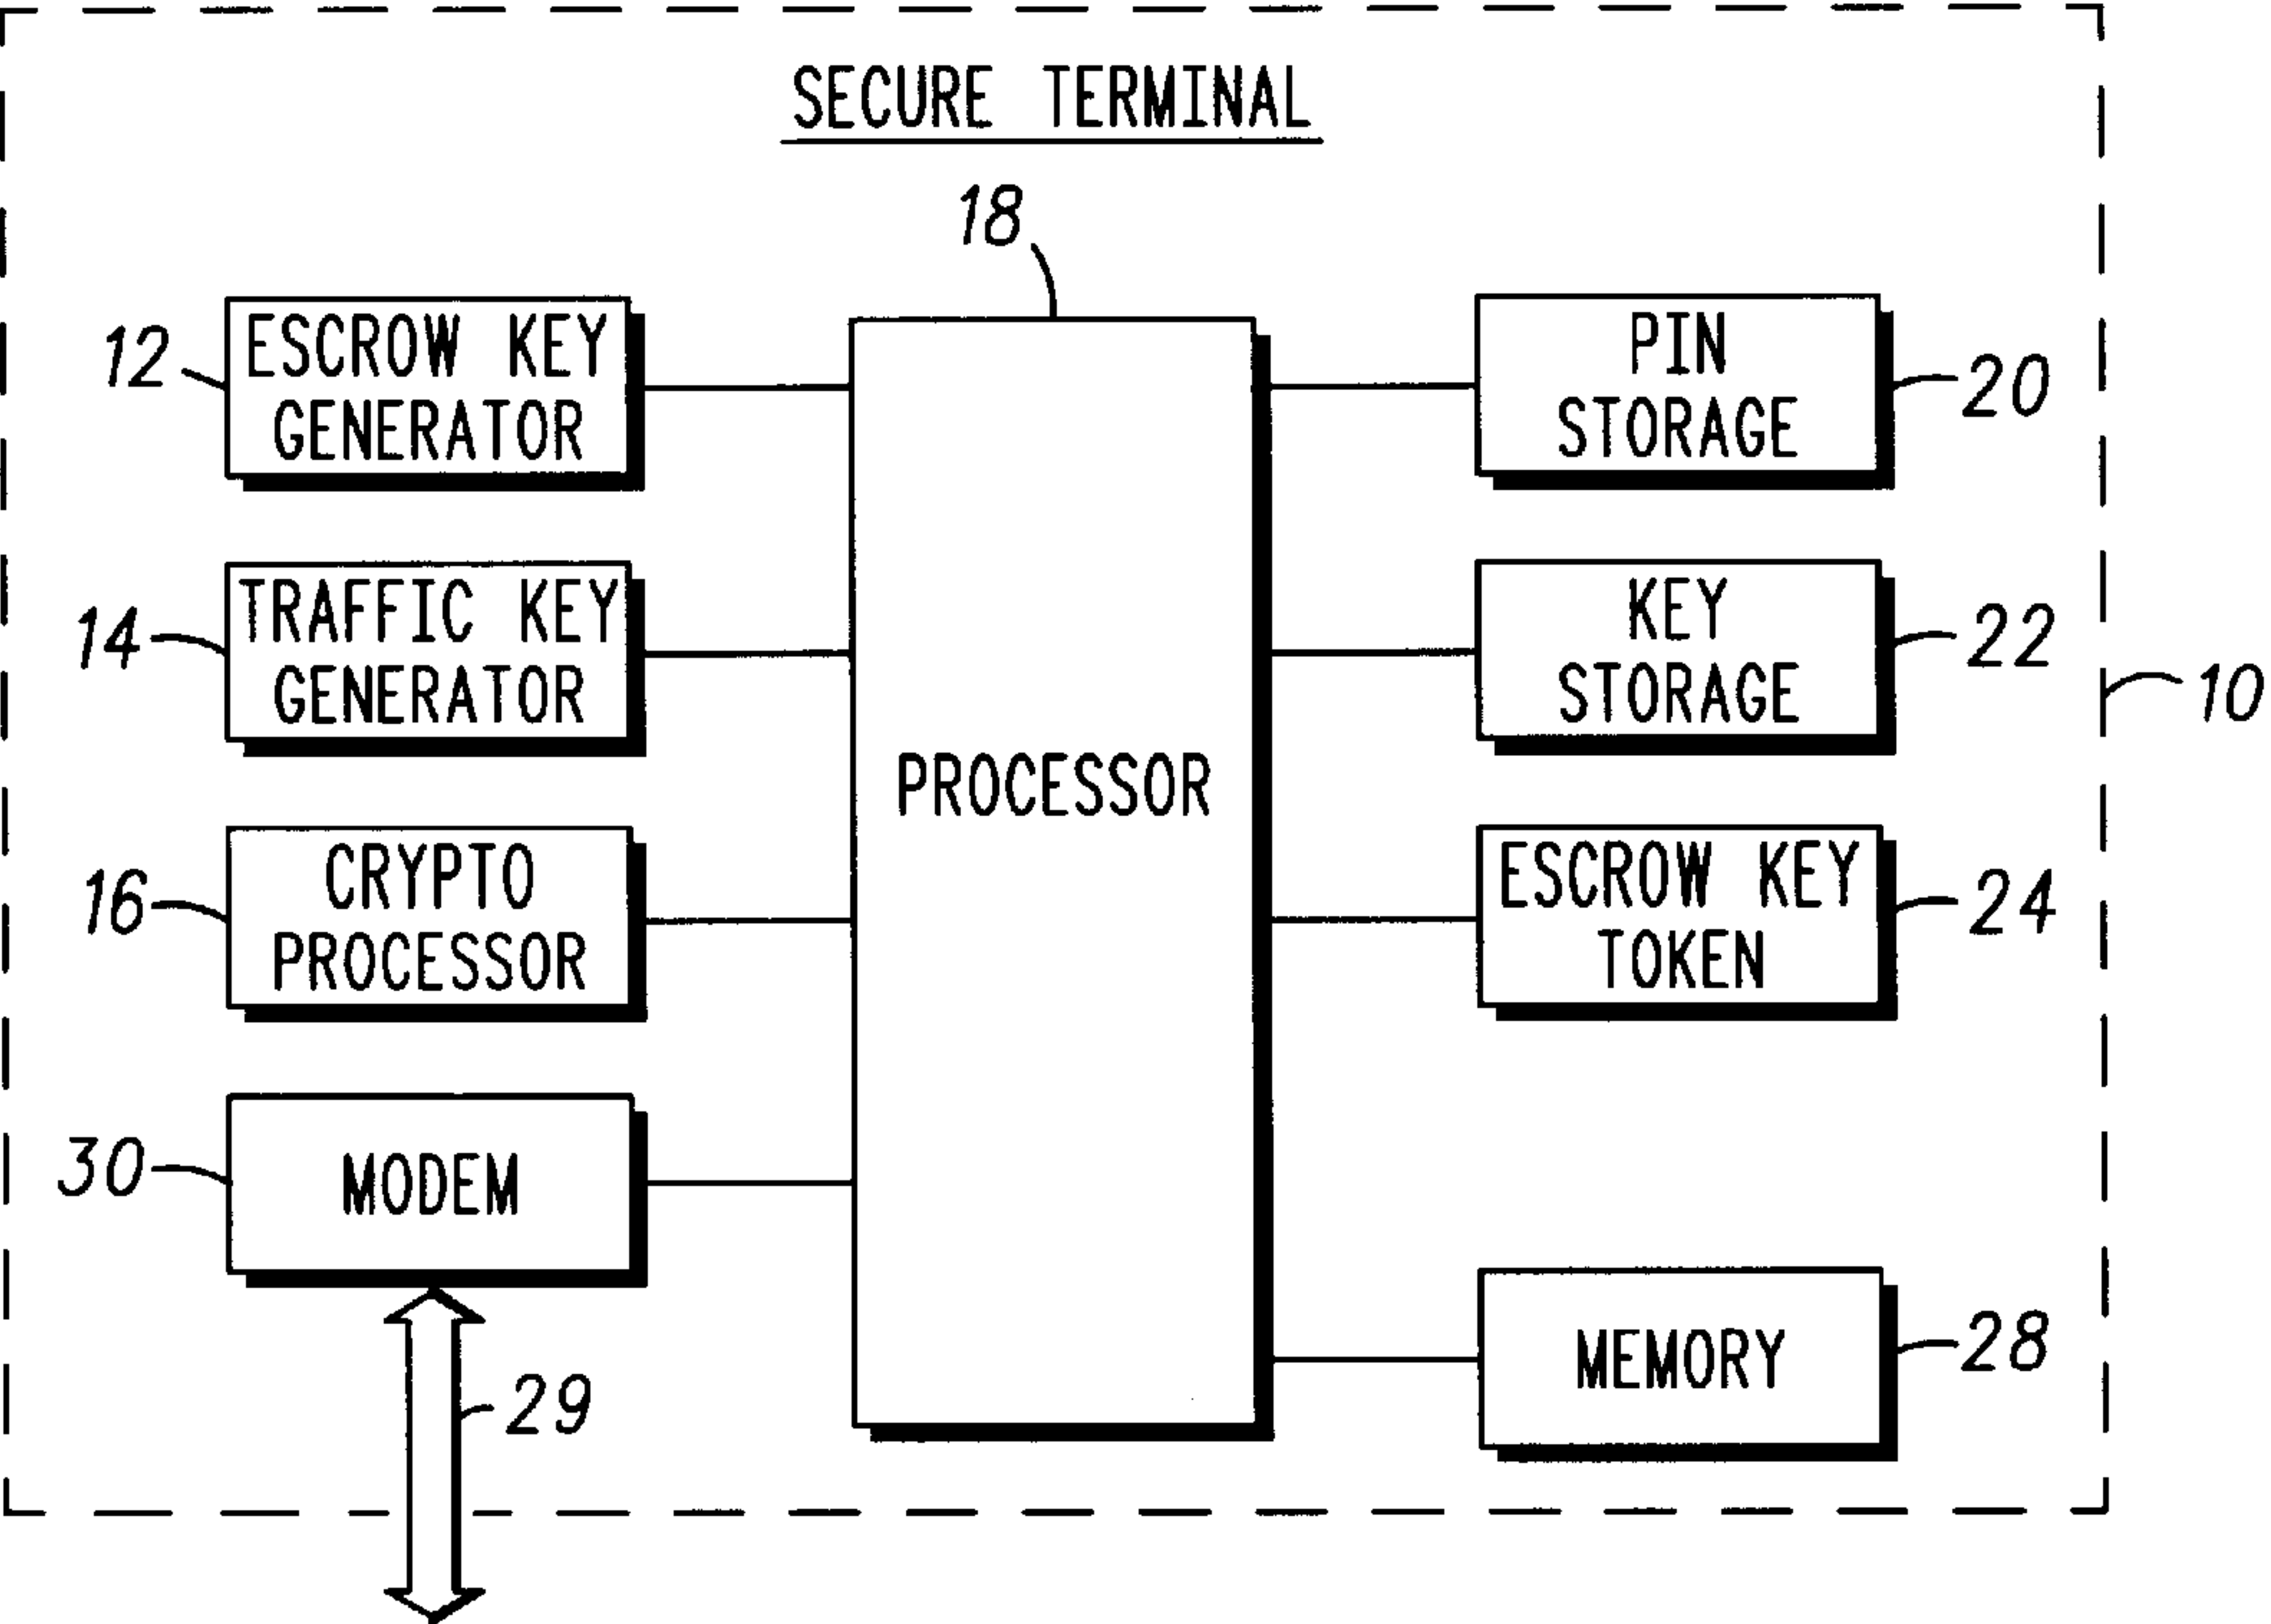 SECURE TERMINAL
18
12
ESCROW KEY
GENERATOR
PIN
STORAGE
20
14
TRAFFIC KEY
GENERATOR
KEY
STORAGE
22
10
PROCESSOR
16
CRYPTO
PROCESSOR
ESCROW KEY
TOKEN
24
30
MODEM
MEMORY
28
29